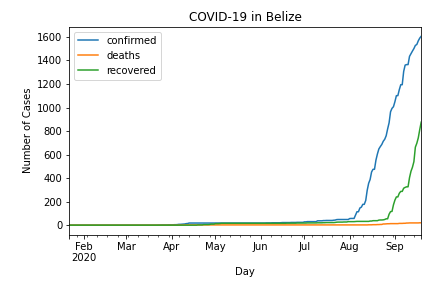 COVID-19 in Belize
confirmed
deaths
recovered
Number of Cases
1600
1400
1200
1000
800
600
400
200
0
Feb Mar Apr May Jun Jul Aug Sep
2020
Day